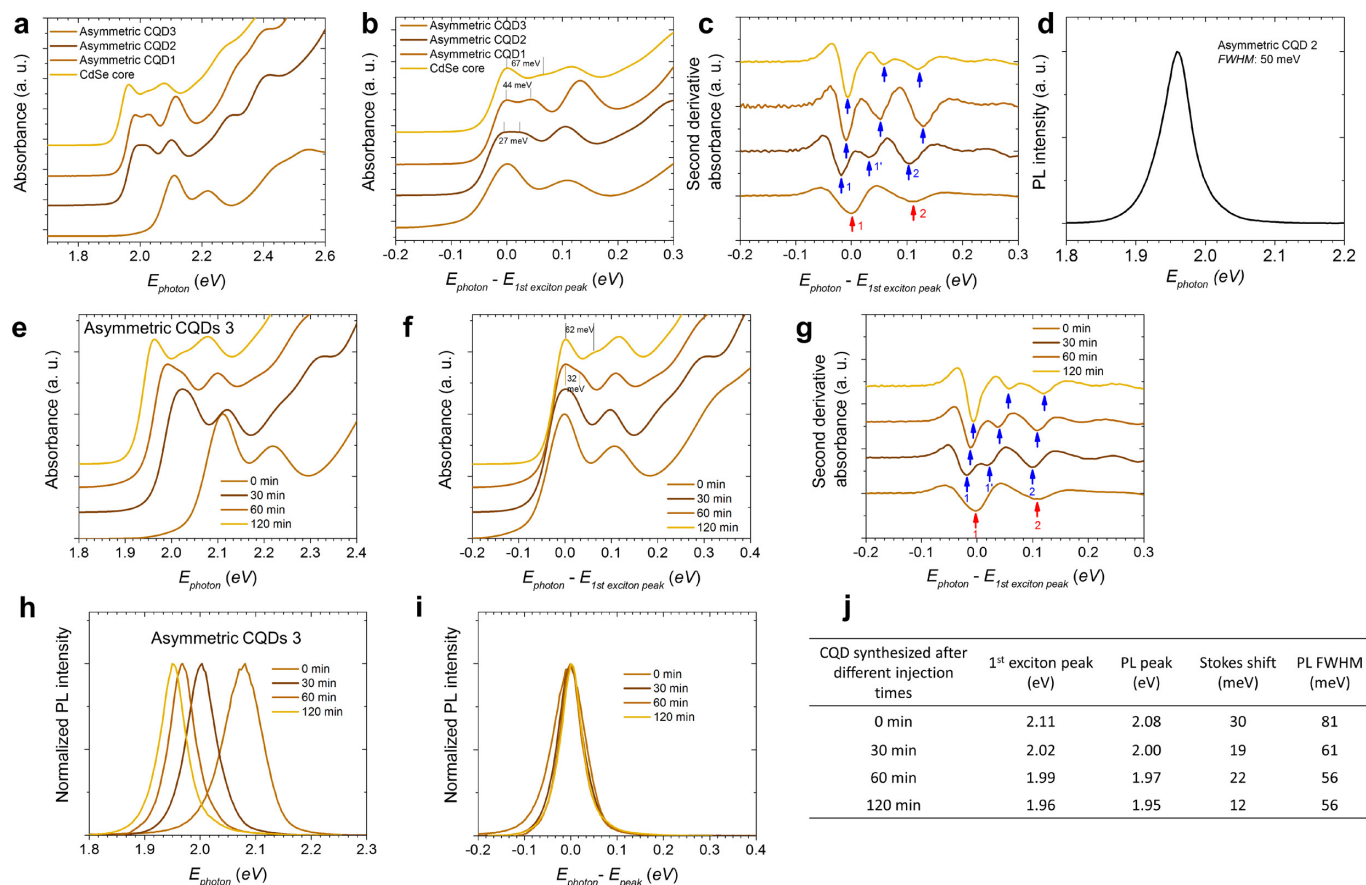 a
Asymmetric CQD3
Asymmetric CQD2
Asymmetric CQD1
CdSe core
Absorbance (a. u.)
1.8 2.0 2.2 2.4 2.6
E photon (eV)
b
Asymmetric CQD3
Asymmetric CQD2
Asymmetric CQD1
CdSe core
67 meV
44 meV
27 meV
Absorbance (a. u.)
-0.2 -0.1 0.0 0.1 0.2 0.3
E photon - E 1st exciton peak (eV)
c
Second derivative
absorbance (a. u.)
1 1' 2
1 2
-0.2 -0.1 0.0 0.1 0.2 0.3
E photon - E 1st exciton peak (eV)
d
Asymmetric CQD 2
FWHM: 50 meV
PL intensity (a. u.)
1.8 1.9 2.0 2.1 2.2
E photon (eV)
e
Asymmetric CQDs 3
0 min
30 min
60 min
120 min
Absorbance (a. u.)
1.8 1.9 2.0 2.1 2.2 2.3 2.4
E photon (eV)
f
62 meV
32
meV
0 min
30 min
60 min
120 min
Absorbance (a. u.)
-0.2 -0.1 0.0 0.1 0.2 0.3 0.4
E photon - E 1st exciton peak (eV)
g
0 min
30 min
60 min
120 min
Second derivative
absorbance (a. u.)
1 1' 2
1 2
-0.2 -0.1 0.0 0.1 0.2 0.3
E photon - E 1st exciton peak (eV)
h
Asymmetric CQDs 3
0 min
30 min
60 min
120 min
Normalized PL intensity
1.8 1.9 2.0 2.1 2.2 2.3
E photon (eV)
i
0 min
30 min
60 min
120 min
Normalized PL intensity
-0.2 -0.1 0.0 0.1 0.2 0.3 0.4
E photon - E peak (eV)
j
CQD synthesized after different injection times 1st exciton peak (eV) PL peak (eV) Stokes shift (meV) PL FWHM (meV)
0 min 2.11 2.08 30 81
30 min 2.02 2.00 19 61
60 min 1.99 1.97 22 56
120 min 1.96 1.95 12 56